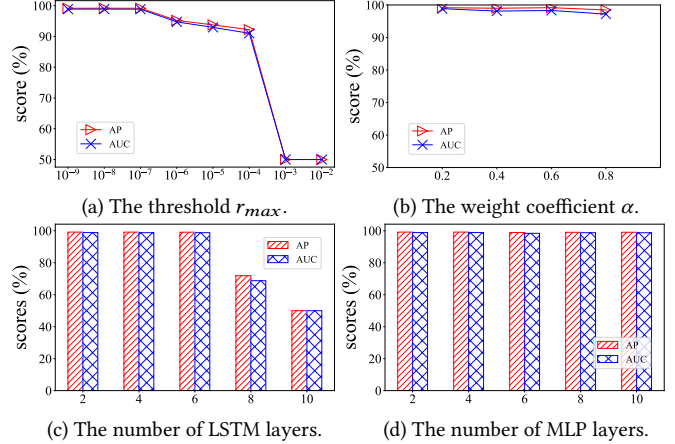 100
90
80
70
60
50
score (%)
AP
AUC
10⁻⁹ 10⁻⁸ 10⁻⁷ 10⁻⁶ 10⁻⁵ 10⁻⁴ 10⁻³ 10⁻²
(a) The threshold r_max.
100
90
80
70
60
50
score (%)
AP
AUC
0.2 0.4 0.6 0.8
(b) The weight coefficient α.
100
80
60
40
20
0
scores (%)
AP
AUC
2 4 6 8 10
(c) The number of LSTM layers.
100
80
60
40
20
0
scores (%)
AP
AUC
2 4 6 8 10
(d) The number of MLP layers.